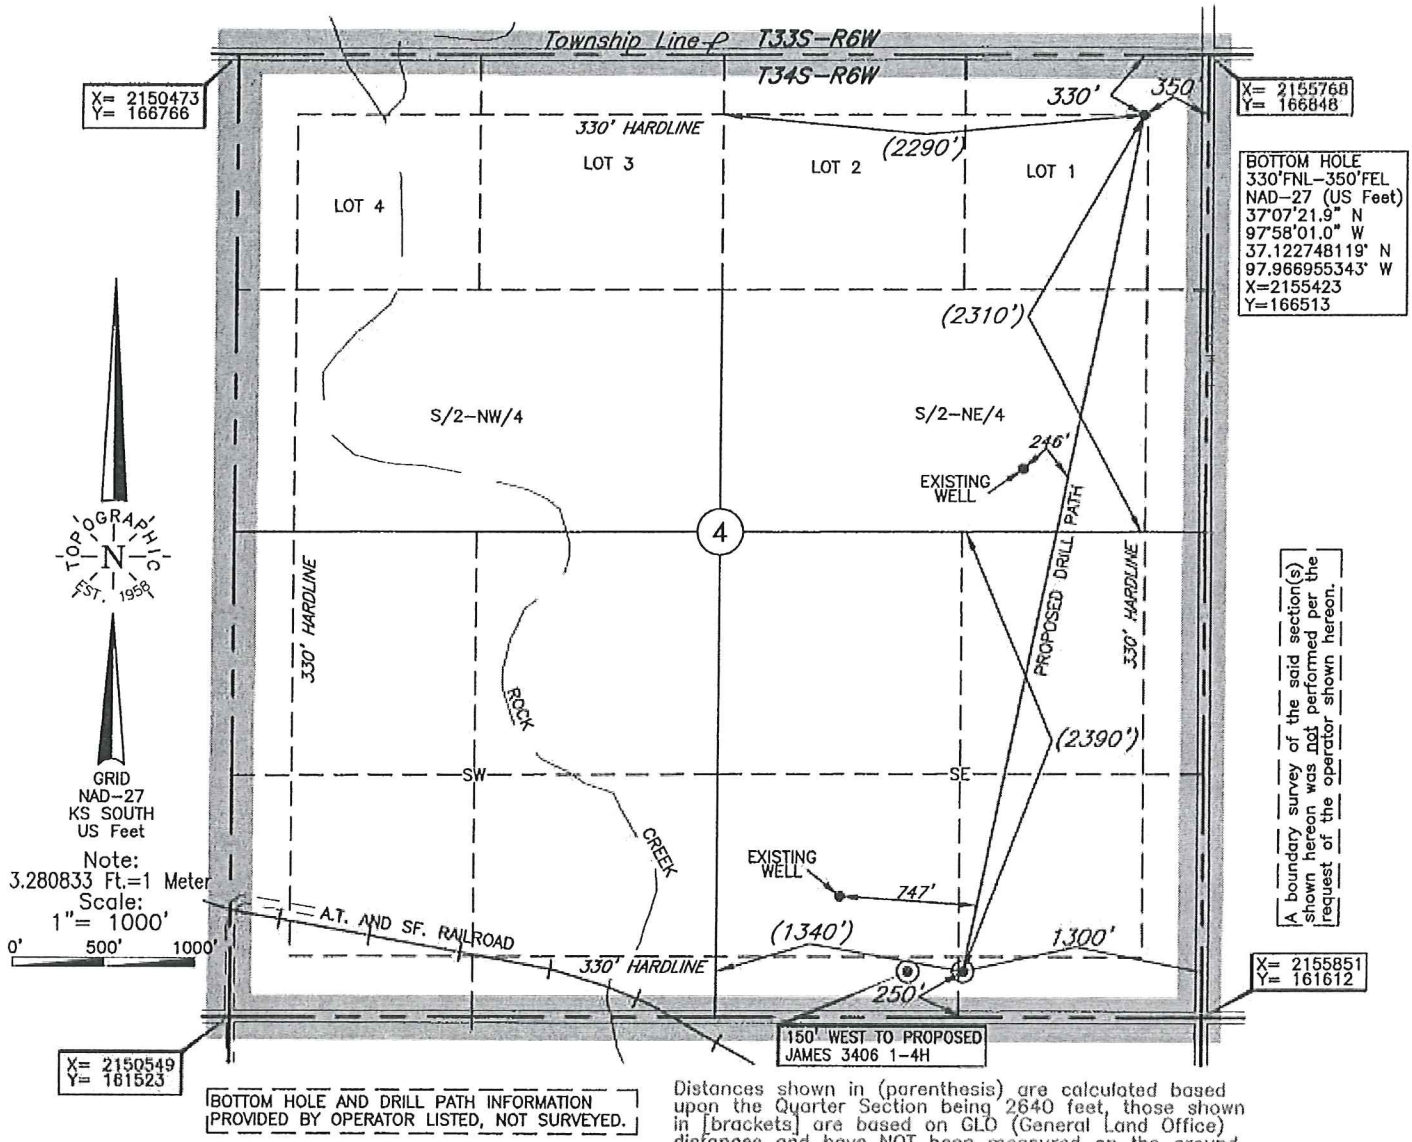 Township Line
T33S-R6W
T34S-R6W
X= 2150473
Y= 166766
330'
350
X= 2155768
Y= 166848
330' HARDLINE
(2290')
LOT 3
LOT 2
LOT 1
LOT 4
BOTTOM HOLE
330'FNL-350'FEL
NAD-27 (US Feet)
37°07'21.9" N
97°58'01.0" W
37.122748119° N
97.966955343° W
X=2155423
Y=166513
(2310')
S/2-NW/4
S/2-NE/4
246'
EXISTING
WELL
4
PROPOSED DRILL PATH
330' HARDLINE
330' HARDLINE
TOPOGRAPHIC
N
EST. 1958
A boundary survey of the said section(s)
shown hereon was not performed per the
request of the operator shown hereon.
ROCK
(2390')
SW
SE
GRID
NAD-27
KS SOUTH
US Feet
Note:
3.280833 Ft.=1 Meter
Scale:
1"= 1000'
0' 500' 1000'
CREEK
EXISTING
WELL
747'
A.T. AND SF. RAILROAD
(1340')
1300'
330' HARDLINE
250'
X= 2155851
Y= 161612
150' WEST TO PROPOSED
JAMES 3406 1-4H
X= 2150549
Y= 161523
BOTTOM HOLE AND DRILL PATH INFORMATION
PROVIDED BY OPERATOR LISTED, NOT SURVEYED.
Distances shown in (parenthesis) are calculated based
upon the Quarter Section being 2640 feet, those shown
in [brackets] are based on GLO (General Land Office)
distances and have NOT been measured on the ground